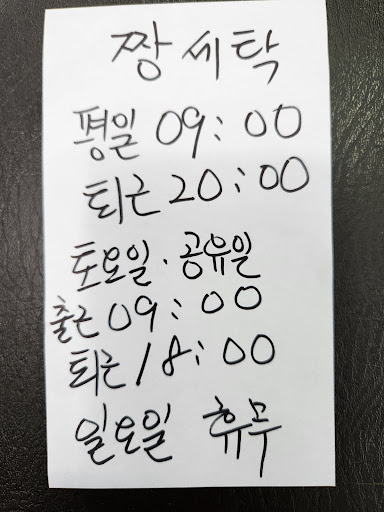 짱 세탁
평일 09:00
퇴근 20:00
토요일. 공유일
출근 09:00
퇴근 18:00
일요일 휴무